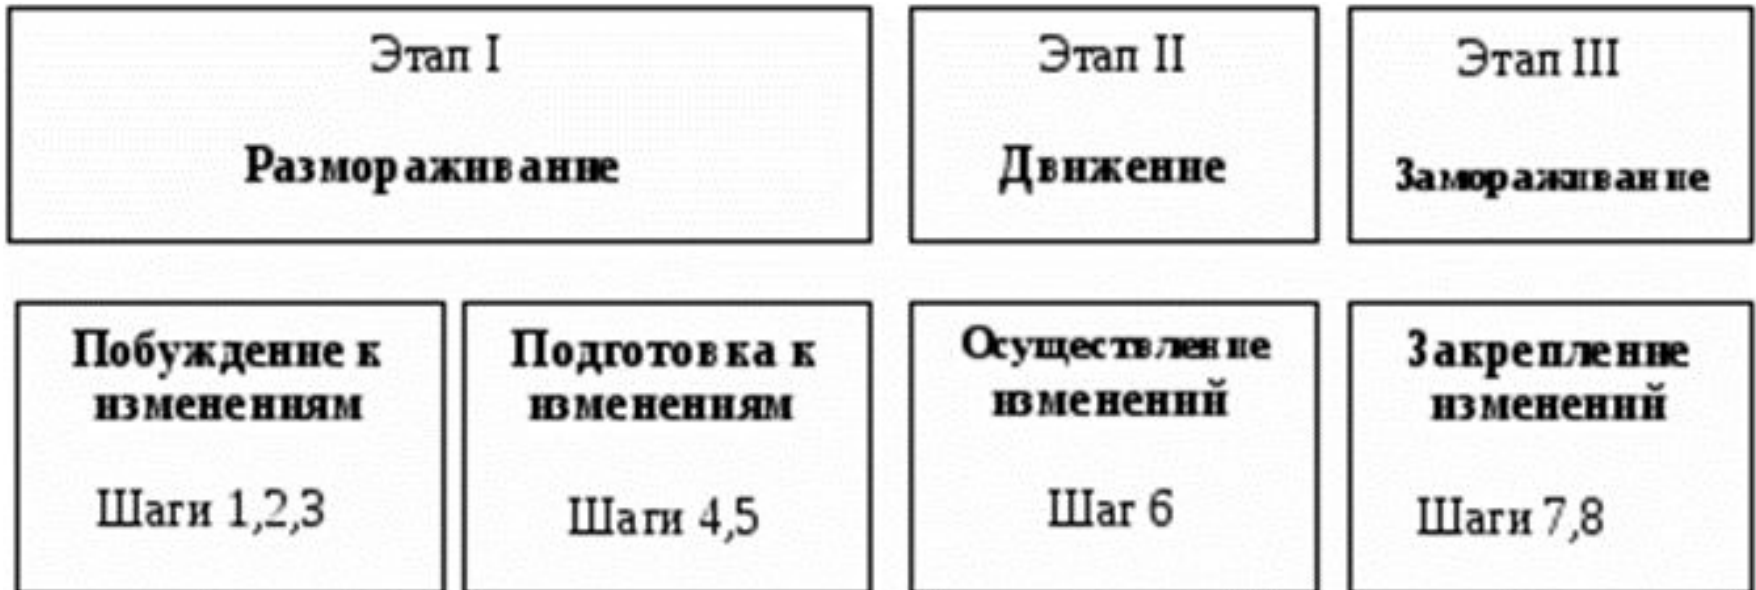 Этап I
Размораживание
Этап II
Движение
Этап III
Замораживание
Побуждение к
изменениям
Шаги 1,2,3
Подготовка к
изменениям
Шаги 4,5
Осуществление
изменений
Шаг 6
Закрепление
изменений
Шаги 7,8